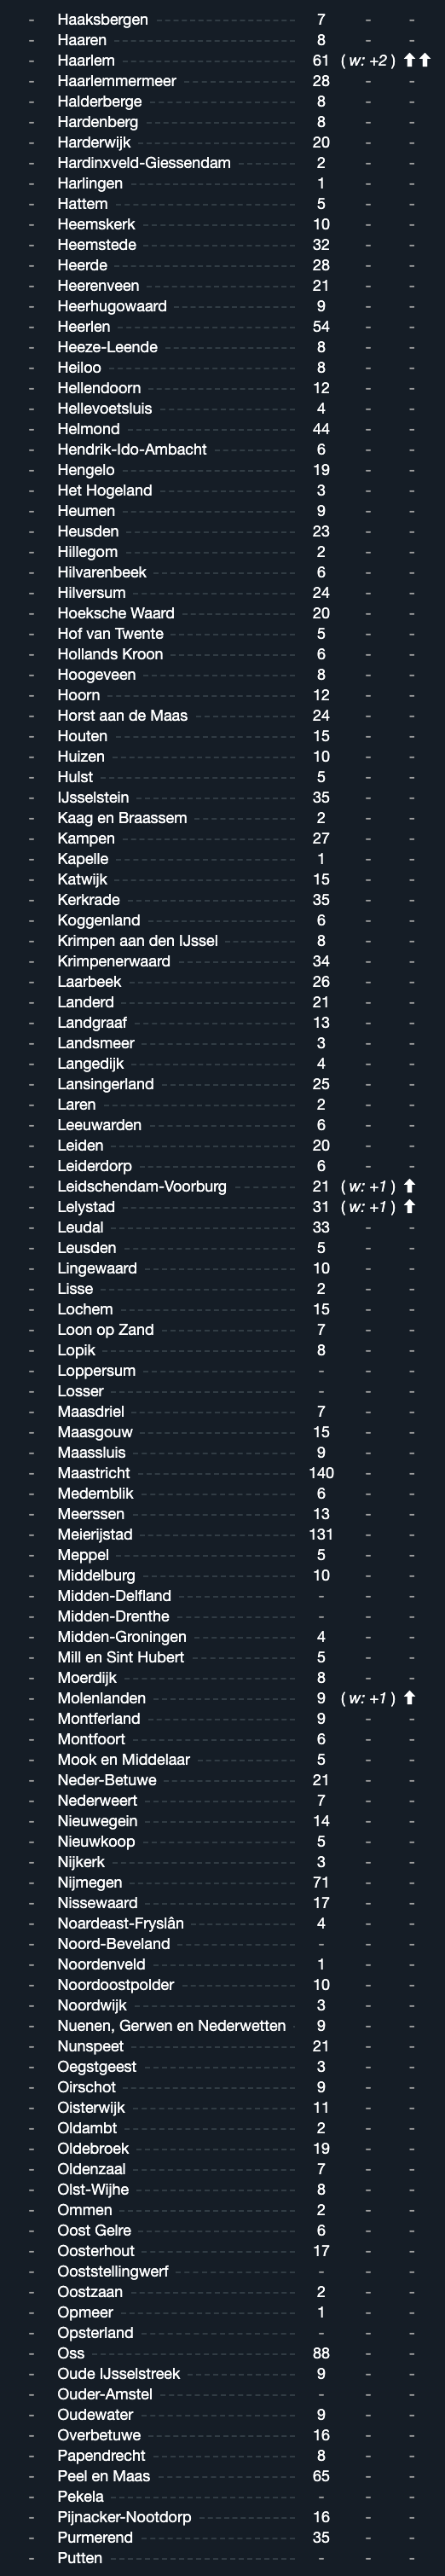 - Haaksbergen 7 - -
- Haaren 8 - -
- Haarlem 61 ( w: +2 ) ⬆⬆
- Haarlemmermeer 28 - -
- Halderberge 8 - -
- Hardenberg 8 - -
- Harderwijk 20 - -
- Hardinxveld-Giessendam 2 - -
- Harlingen 1 - -
- Hattem 5 - -
- Heemskerk 10 - -
- Heemstede 32 - -
- Heerde 28 - -
- Heerenveen 21 - -
- Heerhugowaard 9 - -
- Heerlen 54 - -
- Heeze-Leende 8 - -
- Heiloo 8 - -
- Hellendoorn 12 - -
- Hellevoetsluis 4 - -
- Helmond 44 - -
- Hendrik-Ido-Ambacht 6 - -
- Hengelo 19 - -
- Het Hogeland 3 - -
- Heumen 9 - -
- Heusden 23 - -
- Hillegom 2 - -
- Hilvarenbeek 6 - -
- Hilversum 24 - -
- Hoeksche Waard 20 - -
- Hof van Twente 5 - -
- Hollands Kroon 6 - -
- Hoogeveen 8 - -
- Hoorn 12 - -
- Horst aan de Maas 24 - -
- Houten 15 - -
- Huizen 10 - -
- Hulst 5 - -
- IJsselstein 35 - -
- Kaag en Braassem 2 - -
- Kampen 27 - -
- Kapelle 1 - -
- Katwijk 15 - -
- Kerkrade 35 - -
- Koggenland 6 - -
- Krimpen aan den IJssel 8 - -
- Krimpenerwaard 34 - -
- Laarbeek 26 - -
- Landerd 21 - -
- Landgraaf 13 - -
- Landsmeer 3 - -
- Langedijk 4 - -
- Lansingerland 25 - -
- Laren 2 - -
- Leeuwarden 6 - -
- Leiden 20 - -
- Leiderdorp 6 - -
- Leidschendam-Voorburg 21 ( w: +1 ) ⬆
- Lelystad 31 ( w: +1 ) ⬆
- Leudal 33 - -
- Leusden 5 - -
- Lingewaard 10 - -
- Lisse 2 - -
- Lochem 15 - -
- Loon op Zand 7 - -
- Lopik 8 - -
- Loppersum - - -
- Losser - - -
- Maasdriel 7 - -
- Maasgouw 15 - -
- Maassluis 9 - -
- Maastricht 140 - -
- Medemblik 6 - -
- Meerssen 13 - -
- Meierijstad 131 - -
- Meppel 5 - -
- Middelburg 10 - -
- Midden-Delfland - - -
- Midden-Drenthe - - -
- Midden-Groningen 4 - -
- Mill en Sint Hubert 5 - -
- Moerdijk 8 - -
- Molenlanden 9 ( w: +1 ) ⬆
- Montferland 9 - -
- Montfoort 6 - -
- Mook en Middelaar 5 - -
- Neder-Betuwe 21 - -
- Nederweert 7 - -
- Nieuwegein 14 - -
- Nieuwkoop 5 - -
- Nijkerk 3 - -
- Nijmegen 71 - -
- Nissewaard 17 - -
- Noardeast-Fryslân 4 - -
- Noord-Beveland - - -
- Noordenveld 1 - -
- Noordoostpolder 10 - -
- Noordwijk 3 - -
- Nuenen, Gerwen en Nederwetten 9 - -
- Nunspeet 21 - -
- Oegstgeest 3 - -
- Oirschot 9 - -
- Oisterwijk 11 - -
- Oldambt 2 - -
- Oldebroek 19 - -
- Oldenzaal 7 - -
- Olst-Wijhe 8 - -
- Ommen 2 - -
- Oost Gelre 6 - -
- Oosterhout 17 - -
- Ooststellingwerf - - -
- Oostzaan 2 - -
- Opmeer 1 - -
- Opsterland - - -
- Oss 88 - -
- Oude IJsselstreek 9 - -
- Ouder-Amstel - - -
- Oudewater 9 - -
- Overbetuwe 16 - -
- Papendrecht 8 - -
- Peel en Maas 65 - -
- Pekela - - -
- Pijnacker-Nootdorp 16 - -
- Purmerend 35 - -
- Putten - - -